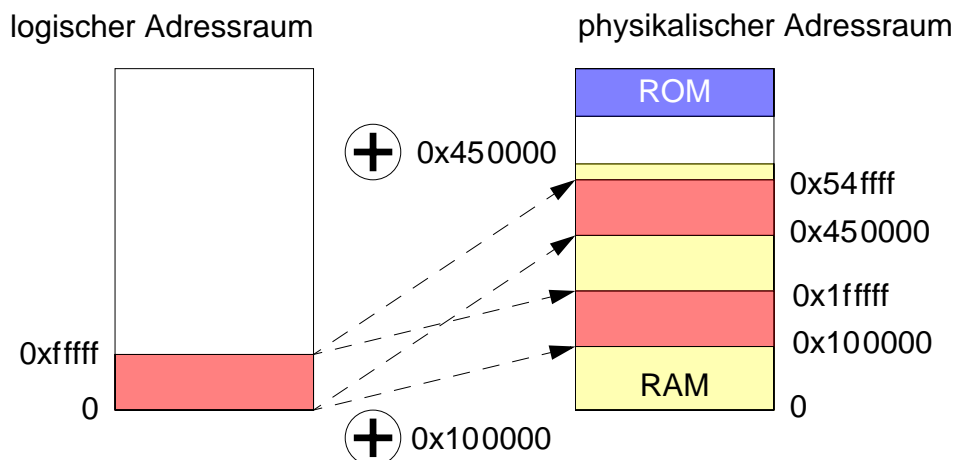 logischer Adressraum
physikalischer Adressraum
ROM
0x450000
0x54ffff
0x450000
0x1fffff
0xfffff
0x100000
RAM
0
0
0x100000